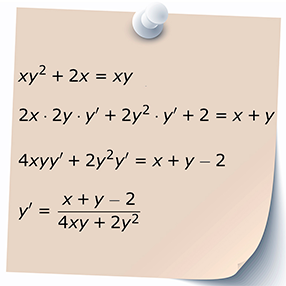 xy² + 2x = xy
2x · 2y · y′ + 2y² · y′ + 2 = x + y
4xyy′ + 2y²y′ = x + y − 2
y′ = (x + y − 2)/(4xy + 2y²)